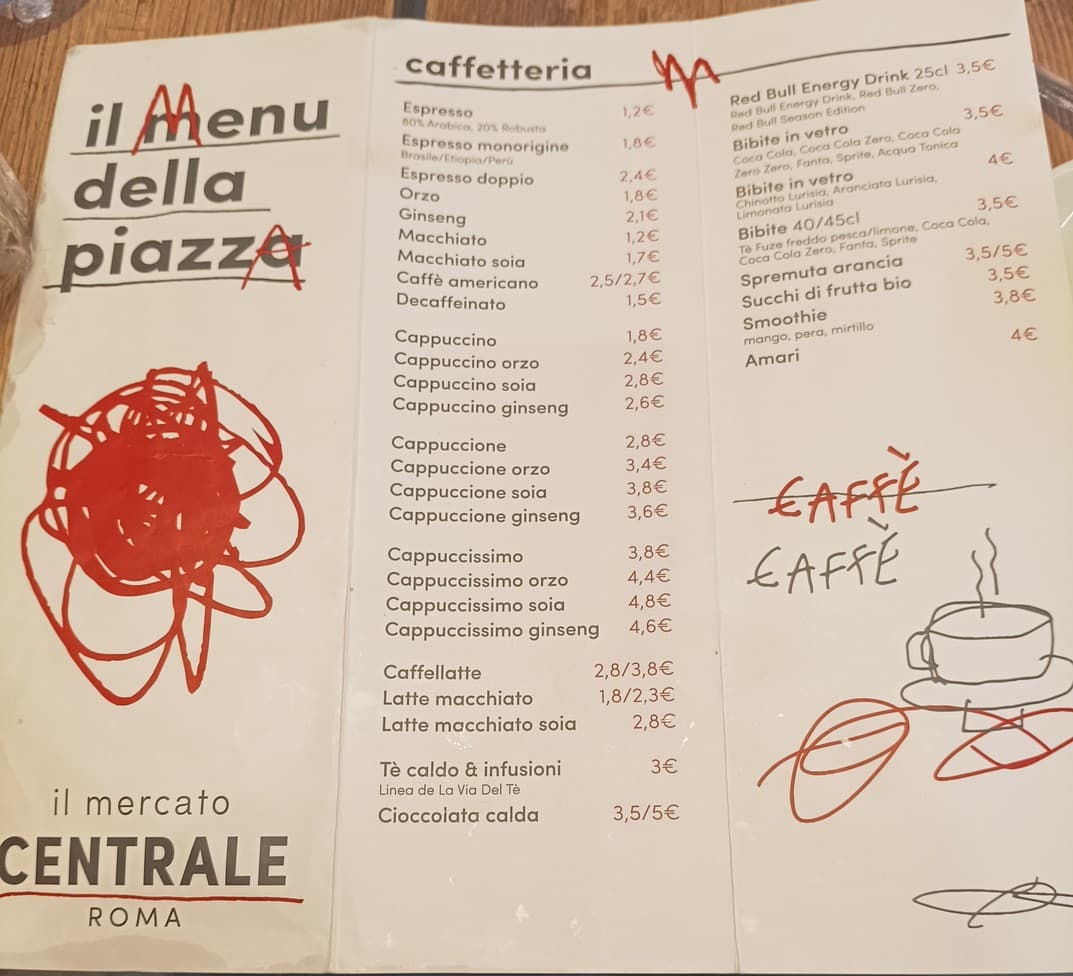 il Menu
della
piazzA
il mercato
CENTRALE
ROMA
caffetteria
Espresso 1,2€
80% Arabica, 20% Robusta
Espresso monorigine 1,8€
Brasile/Etiopia/Perù
Espresso doppio 2,4€
Orzo 1,8€
Ginseng 2,1€
Macchiato 1,2€
Macchiato soia 1,7€
Caffè americano 2,5/2,7€
Decaffeinato 1,5€
Cappuccino 1,8€
Cappuccino orzo 2,4€
Cappuccino soia 2,8€
Cappuccino ginseng 2,6€
Cappuccione 2,8€
Cappuccione orzo 3,4€
Cappuccione soia 3,8€
Cappuccione ginseng 3,6€
Cappuccissimo 3,8€
Cappuccissimo orzo 4,4€
Cappuccissimo soia 4,8€
Cappuccissimo ginseng 4,6€
Caffellatte 2,8/3,8€
Latte macchiato 1,8/2,3€
Latte macchiato soia 2,8€
Tè caldo & infusioni 3€
Linea de La Via Del Tè
Cioccolata calda 3,5/5€
M
Red Bull Energy Drink 25cl 3,5€
Red Bull Energy Drink, Red Bull Zero,
Red Bull Season Edition
Bibite in vetro 3,5€
Coca Cola, Coca Cola Zero, Coca Cola
Zero Zero, Fanta, Sprite, Acqua Tonica
Bibite in vetro 4€
Chinotto Lurisia, Aranciata Lurisia,
Limonata Lurisia
Bibite 40/45cl 3,5€
Tè Fuze freddo pesca/limone, Coca Cola,
Coca Cola Zero, Fanta, Sprite
Spremuta arancia 3,5/5€
Succhi di frutta bio 3,5€
Smoothie 3,8€
mango, pera, mirtillo
Amari 4€
CAFFÈ
CAFFÈ